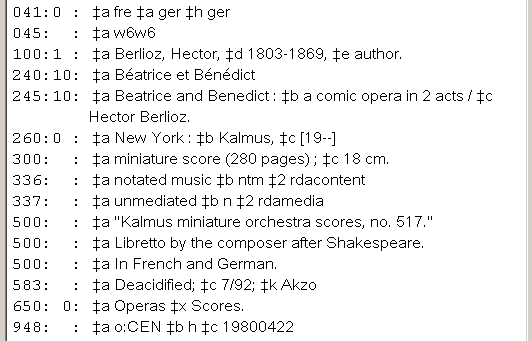 041:0 : ‡a fre ‡a ger ‡h ger
045: : ‡a w6w6
100:1 : ‡a Berlioz, Hector, ‡d 1803-1869, ‡e author.
240:10: ‡a Béatrice et Bénédict
245:10: ‡a Beatrice and Benedict : ‡b a comic opera in 2 acts / ‡c
Hector Berlioz.
260:0 : ‡a New York : ‡b Kalmus, ‡c [19--]
300: : ‡a miniature score (280 pages) ; ‡c 18 cm.
336: : ‡a notated music ‡b ntm ‡2 rdacontent
337: : ‡a unmediated ‡b n ‡2 rdamedia
500: : ‡a "Kalmus miniature orchestra scores, no. 517."
500: : ‡a Libretto by the composer after Shakespeare.
500: : ‡a In French and German.
583: : ‡a Deacidified; ‡c 7/92; ‡k Akzo
650: 0: ‡a Operas ‡x Scores.
948: : ‡a o:CEN ‡b h ‡c 19800422